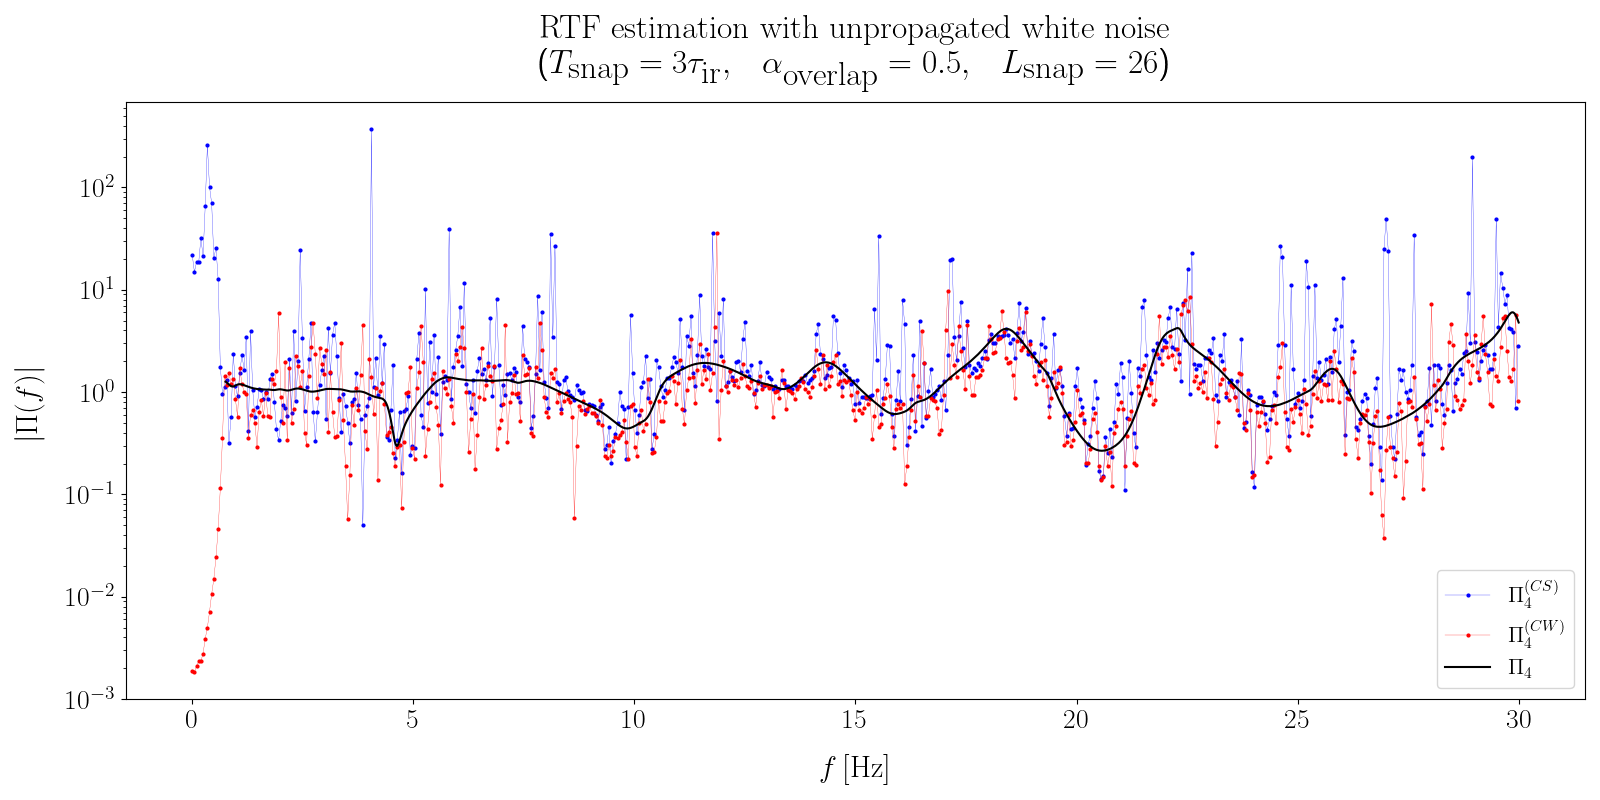 RTF estimation with unpropagated white noise
(T_snap = 3τ_ir, α_overlap = 0.5, L_snap = 26)
|Π(f)|
10^2
10^1
10^0
10^−1
10^−2
10^−3
Π_4^(CS)
Π_4^(CW)
Π_4
0 5 10 15 20 25 30
f [Hz]